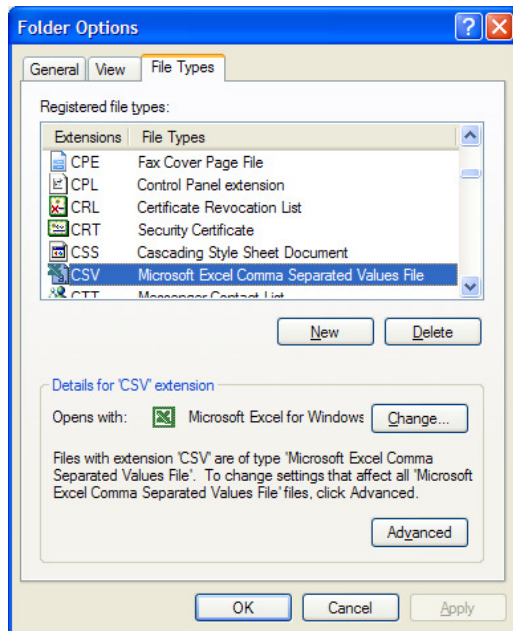 Folder Options
General View File Types
Registered file types:
Extensions File Types
CPE Fax Cover Page File
CPL Control Panel extension
CRL Certificate Revocation List
CRT Security Certificate
CSS Cascading Style Sheet Document
CSV Microsoft Excel Comma Separated Values File
CTT Messenger Contact List
New Delete
Details for 'CSV' extension
Opens with: Microsoft Excel for Windows Change...
Files with extension 'CSV' are of type 'Microsoft Excel Comma
Separated Values File'. To change settings that affect all 'Microsoft
Excel Comma Separated Values File' files, click Advanced.
Advanced
OK Cancel Apply